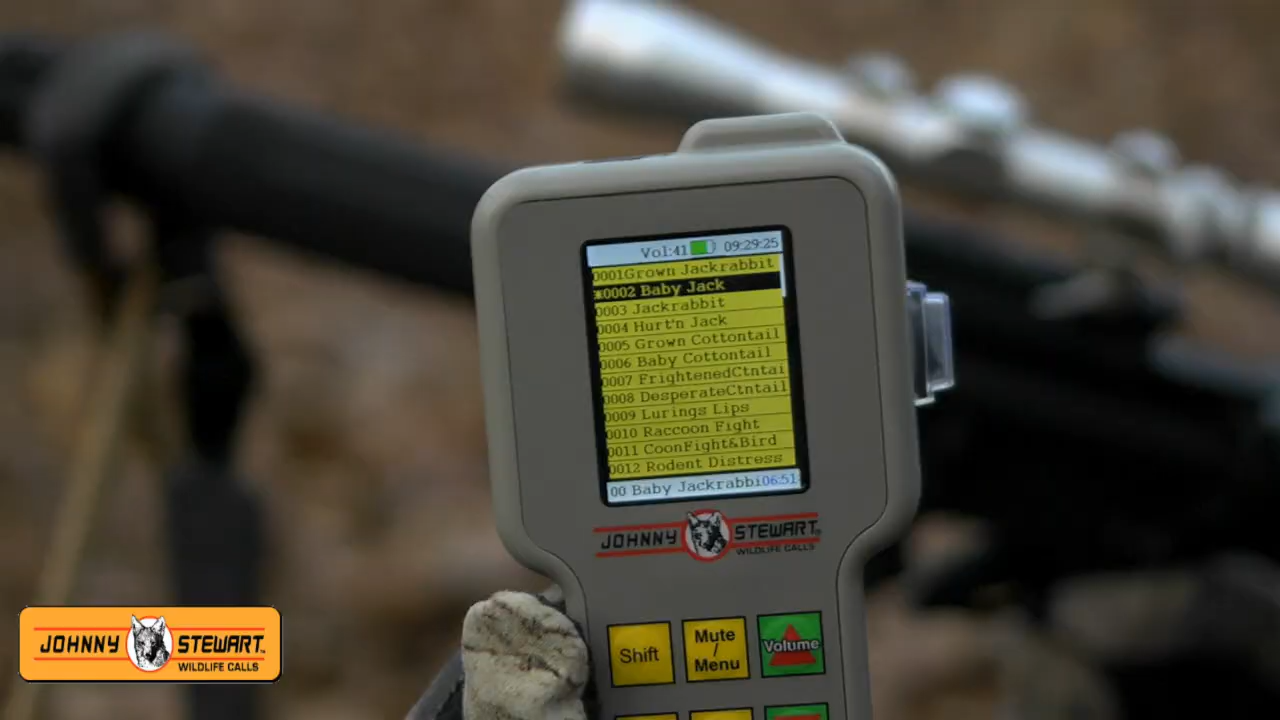 Vol:41 09:29:25
0001Grown Jackrabbit
*0002 Baby Jack
0003 Jackrabbit
0004 Hurt'n Jack
0005 Grown Cottontail
0006 Baby Cottontail
0007 FrightenedCtntai
0008 DesperateCtntail
0009 Lurings Lips
0010 Raccoon Fight
0011 CoonFight&Bird
0012 Rodent Distress
00 Baby Jackrabbi06:51
JOHNNY STEWART
WILDLIFE CALLS
Shift
Mute
/
Menu
Volume
JOHNNY STEWART
WILDLIFE CALLS